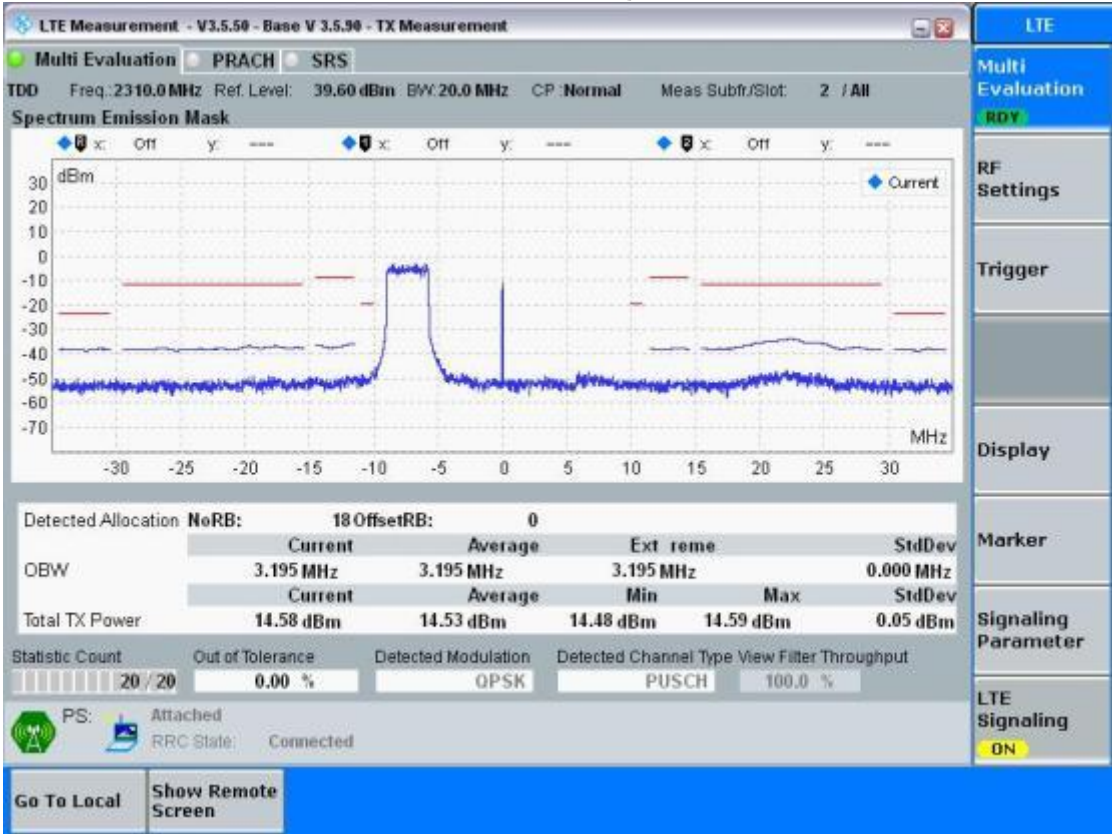 LTE Measurement - V3.5.50 - Base V 3.5.90 - TX Measurement
LTE
Multi Evaluation PRACH SRS
TDD Freq.:2310.0 MHz Ref. Level: 39.60 dBm BW:20.0 MHz CP :Normal Meas Subfr./Slot: 2 / All
Spectrum Emission Mask
x: Off y: --- x: Off y: --- x: Off y: ---
dBm
Current
30
20
10
0
-10
-20
-30
-40
-50
-60
-70
MHz
-30 -25 -20 -15 -10 -5 0 5 10 15 20 25 30
Detected Allocation NoRB: 18 OffsetRB: 0
Current Average Ext reme StdDev
OBW 3.195 MHz 3.195 MHz 3.195 MHz 0.000 MHz
Current Average Min Max StdDev
Total TX Power 14.58 dBm 14.53 dBm 14.48 dBm 14.59 dBm 0.05 dBm
Statistic Count Out of Tolerance Detected Modulation Detected Channel Type View Filter Throughput
20 / 20 0.00 % QPSK PUSCH 100.0 %
PS: Attached
RRC State: Connected
Multi
Evaluation
RDY
RF
Settings
Trigger
Display
Marker
Signaling
Parameter
LTE
Signaling
ON
Go To Local
Show Remote
Screen